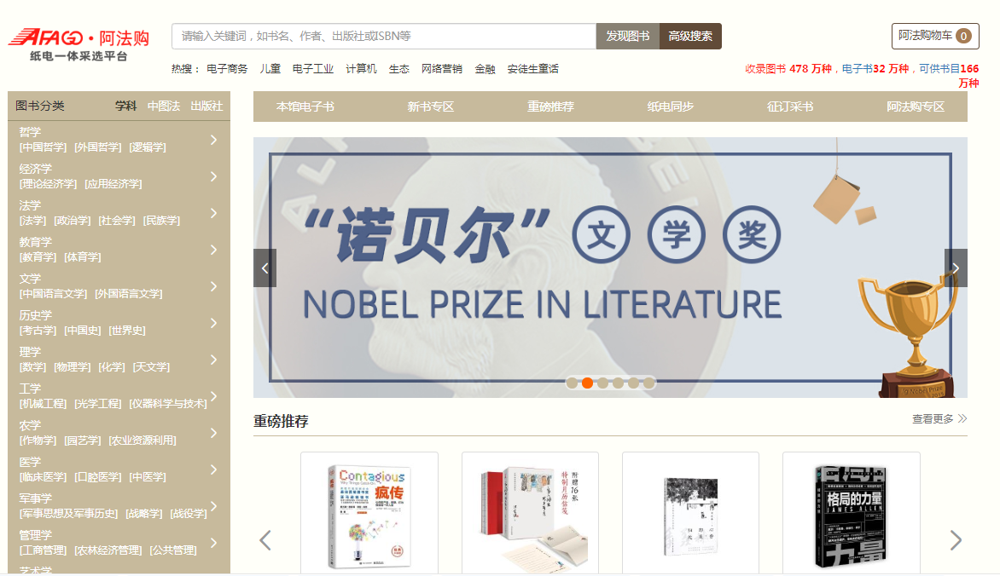 AFAGO·阿法购
纸电一体采选平台
请输入关键词，如书名、作者、出版社或ISBN等
发现图书 高级搜索
阿法购物车 0
热搜： 电子商务 儿童 电子工业 计算机 生态 网络营销 金融 安徒生童话
收录图书 478 万种，电子书32 万种，可供书目166
万种
图书分类 学科 中图法 出版社
哲学
[中国哲学] [外国哲学] [逻辑学]
经济学
[理论经济学] [应用经济学]
法学
[法学] [政治学] [社会学] [民族学]
教育学
[教育学] [体育学]
文学
[中国语言文学] [外国语言文学]
历史学
[考古学] [中国史] [世界史]
理学
[数学] [物理学] [化学] [天文学]
工学
[机械工程] [光学工程] [仪器科学与技术]
农学
[作物学] [园艺学] [农业资源利用]
医学
[临床医学] [口腔医学] [中医学]
军事学
[军事思想及军事历史] [战略学] [战役学]
管理学
[工商管理] [农林经济管理] [公共管理]
艺术学
本馆电子书 新书专区 重磅推荐 纸电同步 征订采书 阿法购专区
“诺贝尔” 文 学 奖
NOBEL PRIZE IN LITERATURE
重磅推荐
查看更多
Contagious
疯传
特制月历信笺
附赠16张
格局的力量
JAMES ALLEN
力量